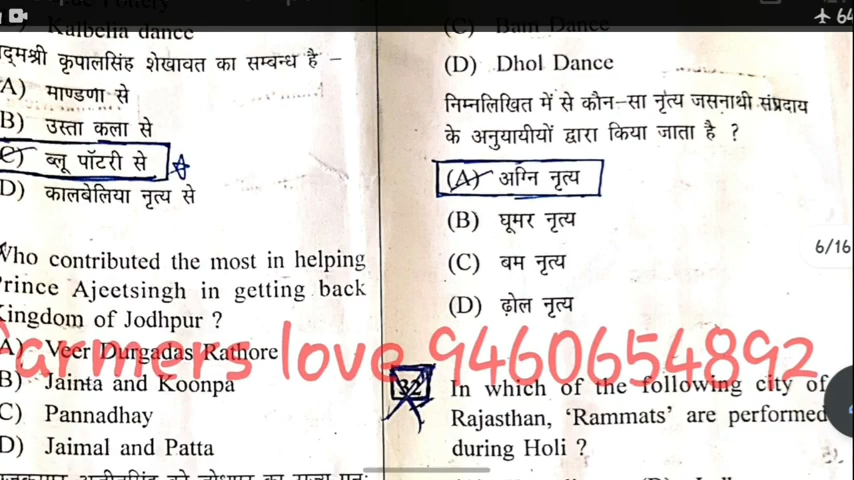 Kalbelia dance
पद्मश्री कृपालसिंह शेखावत का सम्बन्ध है –
A) माण्डणा से
B) उस्ता कला से
C) ब्लू पॉटरी से
D) कालबेलिया नृत्य से
Who contributed the most in helping
Prince Ajeetsingh in getting back
Kingdom of Jodhpur ?
A) Veer Durgadas Rathore
B) Jainta and Koonpa
C) Pannadhay
D) Jaimal and Patta
(C) Bam Dance
(D) Dhol Dance
निम्नलिखित में से कौन-सा नृत्य जसनाथी संप्रदाय
के अनुयायीयों द्वारा किया जाता है ?
(A) अग्नि नृत्य
(B) घूमर नृत्य
(C) बम नृत्य
(D) ढ़ोल नृत्य
6/16
farmers love 9460654892
32 In which of the following city of
Rajasthan, ‘Rammats’ are performed
during Holi ?
64